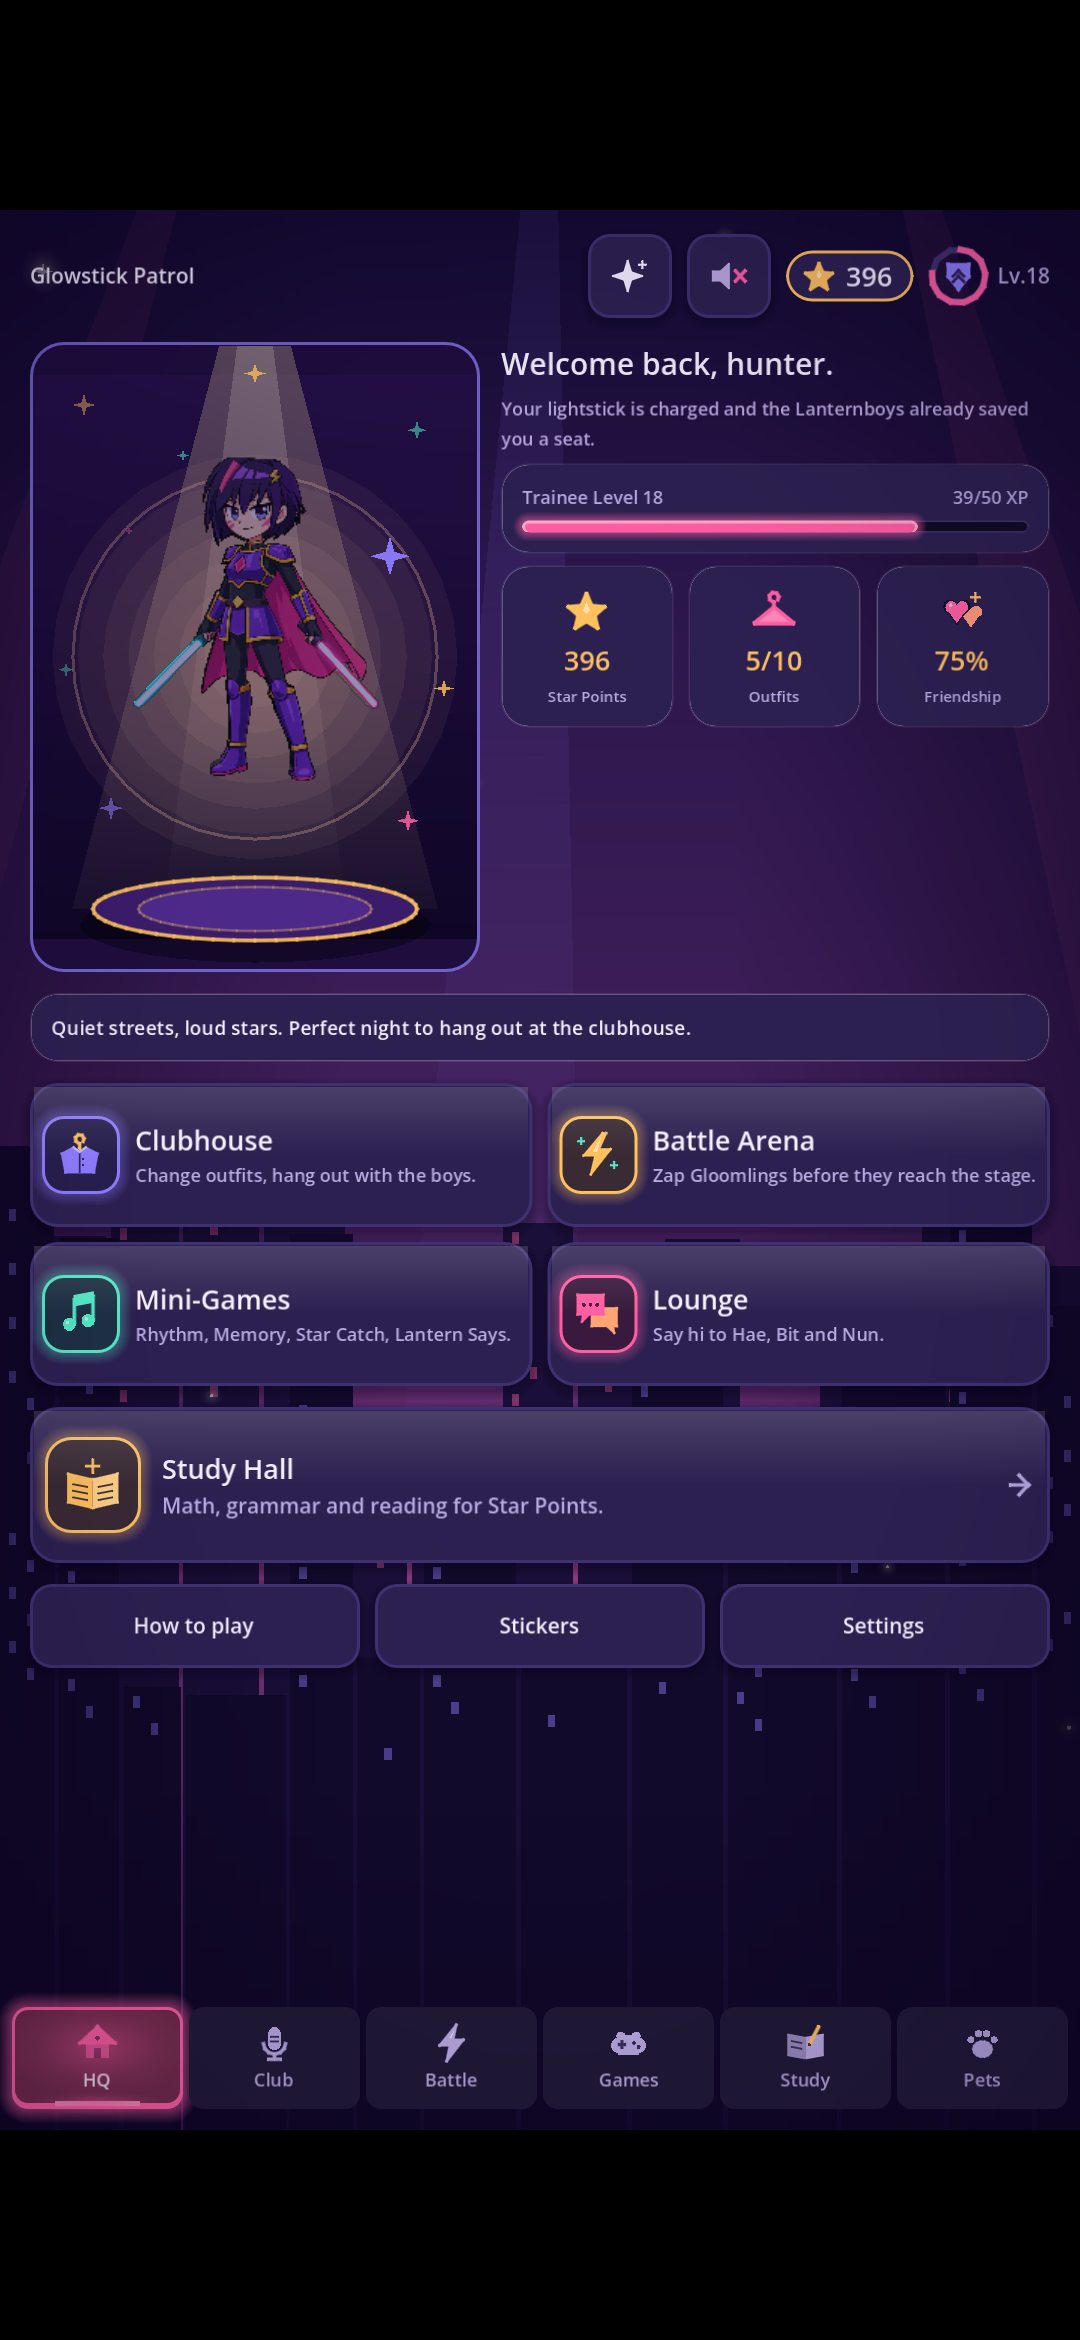 Glowstick Patrol
396
Lv.18
Welcome back, hunter.
Your lightstick is charged and the Lanternboys already saved
you a seat.
Trainee Level 18
39/50 XP
396
Star Points
5/10
Outfits
75%
Friendship
Quiet streets, loud stars. Perfect night to hang out at the clubhouse.
Clubhouse
Change outfits, hang out with the boys.
Battle Arena
Zap Gloomlings before they reach the stage.
Mini-Games
Rhythm, Memory, Star Catch, Lantern Says.
Lounge
Say hi to Hae, Bit and Nun.
Study Hall
Math, grammar and reading for Star Points.
How to play
Stickers
Settings
HQ
Club
Battle
Games
Study
Pets